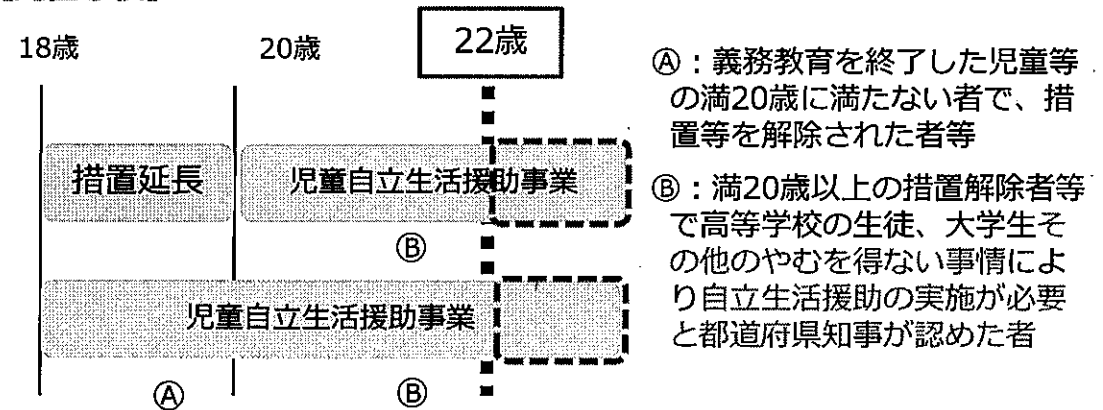 18歳
20歳
22歳
措置延長
児童自立生活援助事業
Ⓑ
児童自立生活援助事業
Ⓐ
Ⓑ
Ⓐ：義務教育を終了した児童等
の満20歳に満たない者で、措
置等を解除された者等
Ⓑ：満20歳以上の措置解除者等
で高等学校の生徒、大学生そ
の他のやむを得ない事情によ
り自立生活援助の実施が必要
と都道府県知事が認めた者